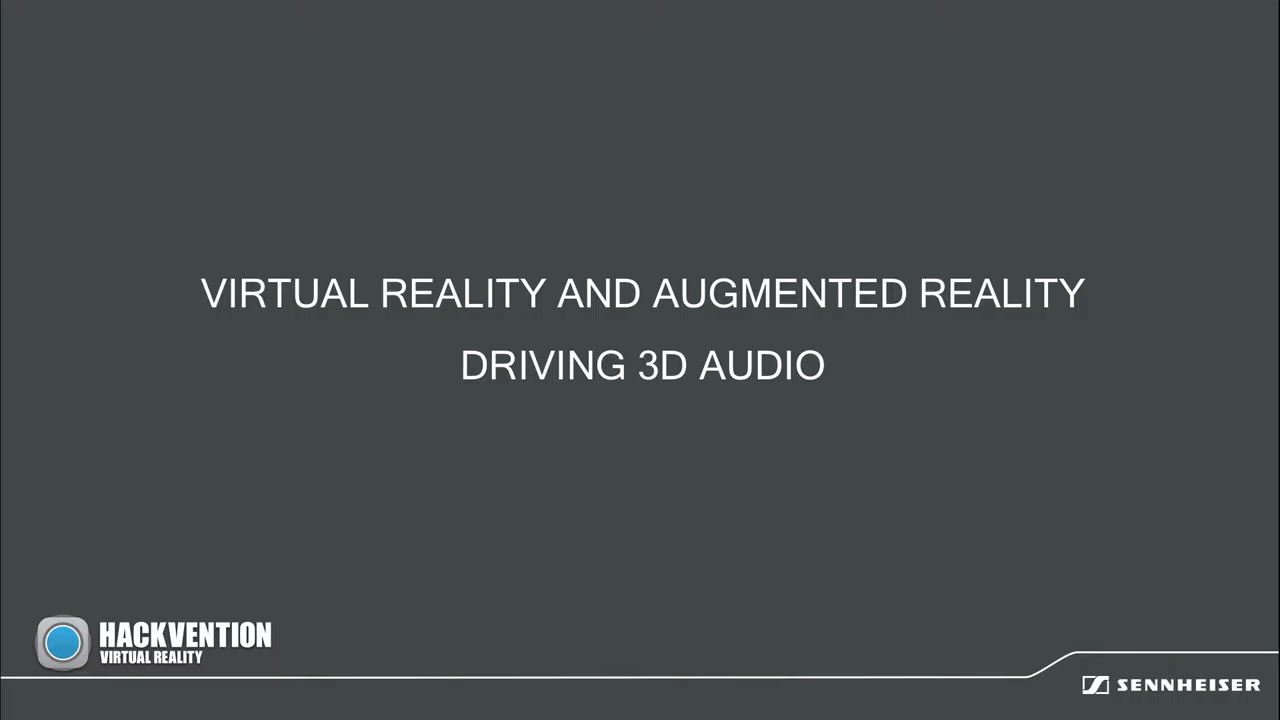 VIRTUAL REALITY AND AUGMENTED REALITY
DRIVING 3D AUDIO
HACKVENTION
VIRTUAL REALITY
SENNHEISER